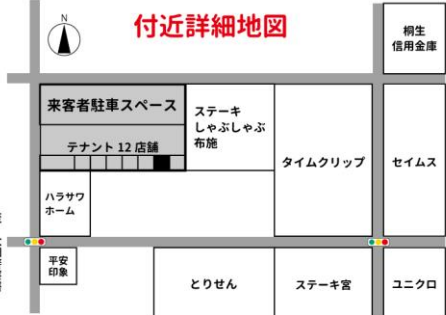 N
付近詳細地図
桐生
信用金庫
来客者駐車スペース
テナント 12 店舗
ステーキ
しゃぶしゃぶ
布施
タイムクリップ
セイムス
ハラサワ
ホーム
平安
印象
とりせん
ステーキ宮
ユニクロ